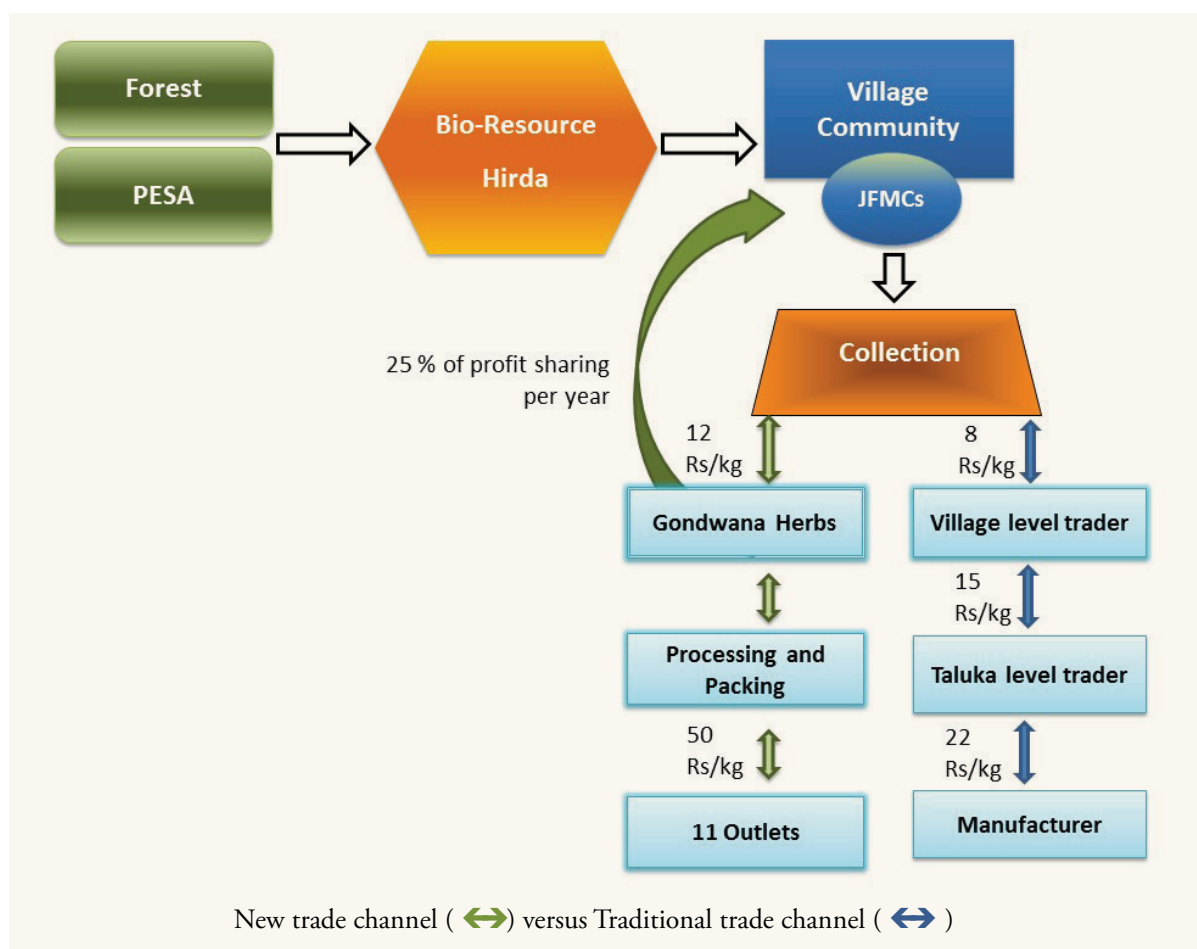 Forest
PESA
Bio-Resource
Hirda
Village
Community
JFMCs
Collection
25 % of profit sharing
per year
12
Rs/kg
8
Rs/kg
Gondwana Herbs
Village level trader
15
Rs/kg
Processing and
Packing
Taluka level trader
50
Rs/kg
22
Rs/kg
11 Outlets
Manufacturer
New trade channel ( ↔ ) versus Traditional trade channel ( ↔ )